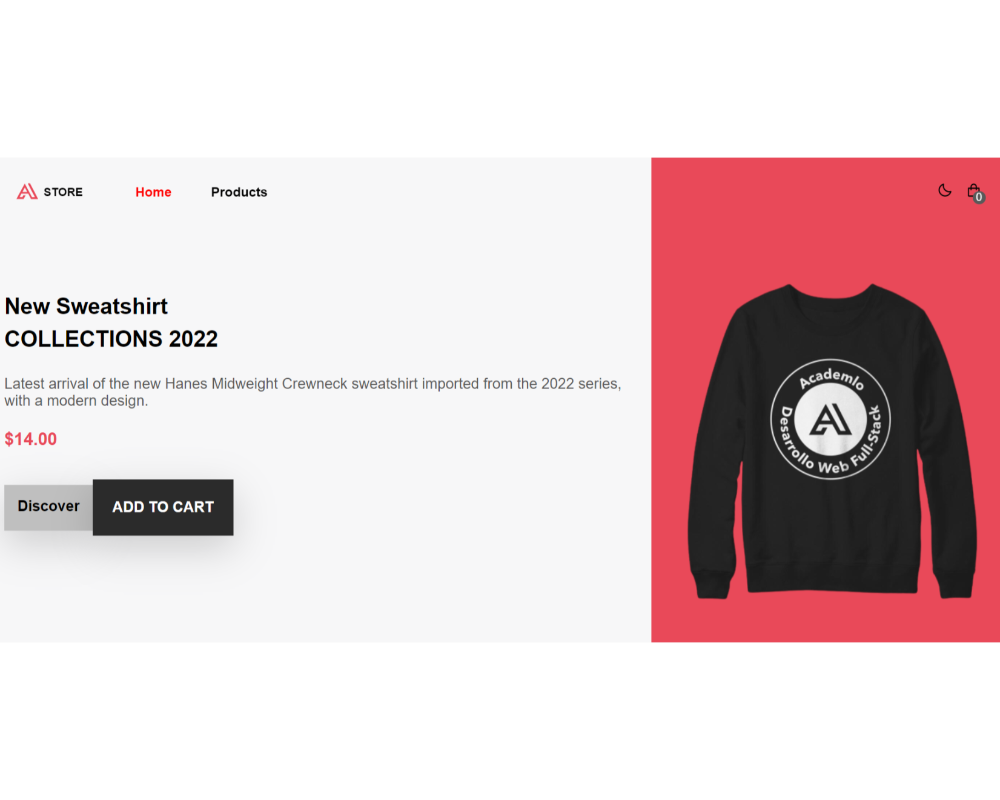 STORE
Home
Products
0
New Sweatshirt
COLLECTIONS 2022
Latest arrival of the new Hanes Midweight Crewneck sweatshirt imported from the 2022 series,
with a modern design.
$14.00
Discover
ADD TO CART
Academlo
Desarrollo Web Full-Stack